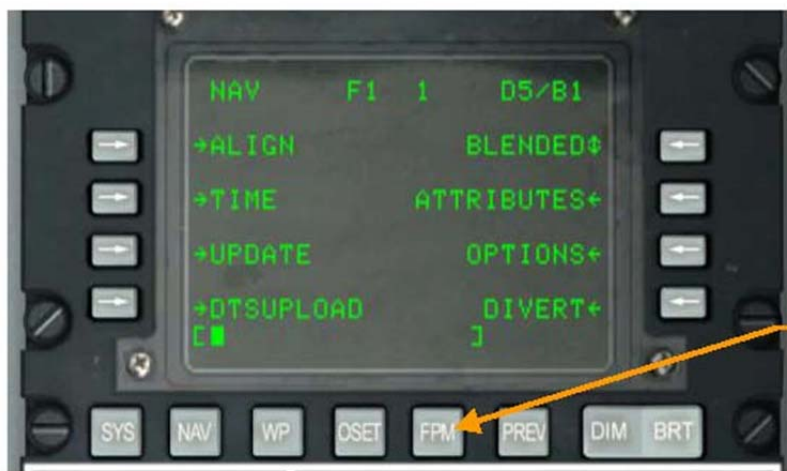 NAV F1 1 D5/B1
→ALIGN BLENDED⇕
→TIME ATTRIBUTES←
→UPDATE OPTIONS←
→DTSUPLOAD DIVERT←
[ ]
SYS NAV WP OSET FPM PREV DIM BRT